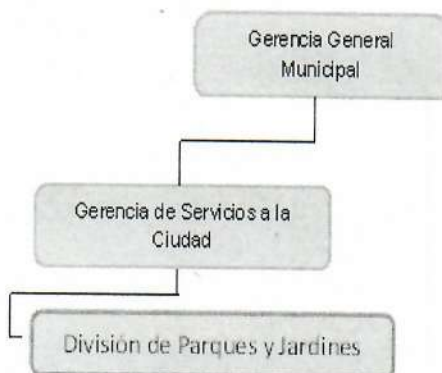 Gerencia General
Municipal
Gerencia de Servicios a la
Ciudad
División de Parques y Jardines